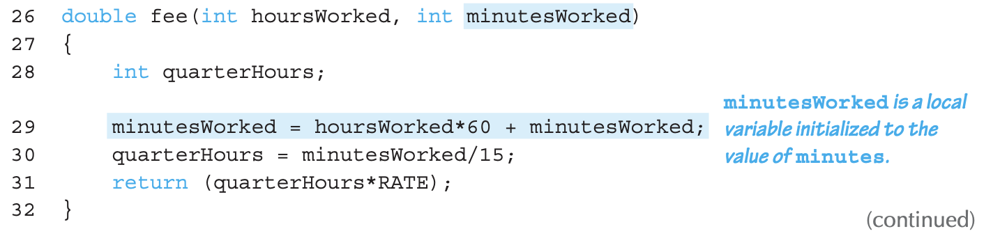 26 double fee(int hoursWorked, int minutesWorked)
27 {
28 int quarterHours;
29 minutesWorked = hoursWorked*60 + minutesWorked;
30 quarterHours = minutesWorked/15;
31 return (quarterHours*RATE);
32 }
minutesWorked is a local
variable initialized to the
value of minutes.
(continued)